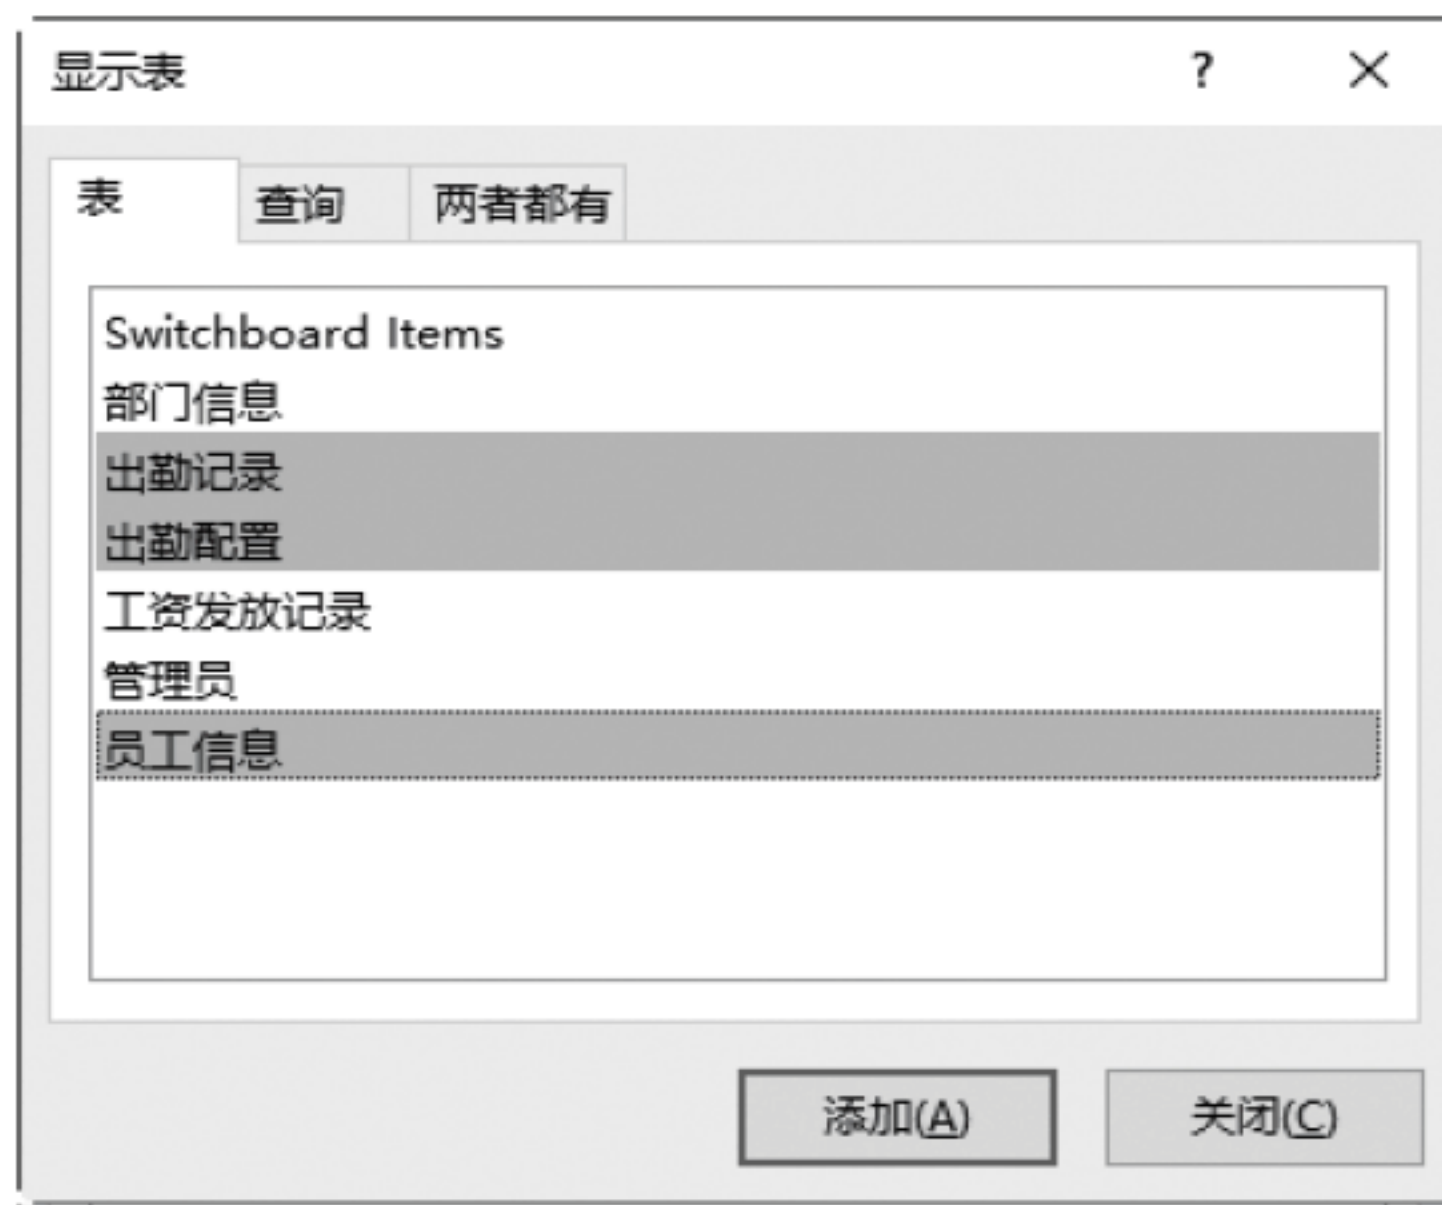 显示表 ? ×
表 查询 两者都有
Switchboard Items
部门信息
出勤记录
出勤配置
工资发放记录
管理员
员工信息
添加(A) 关闭(C)